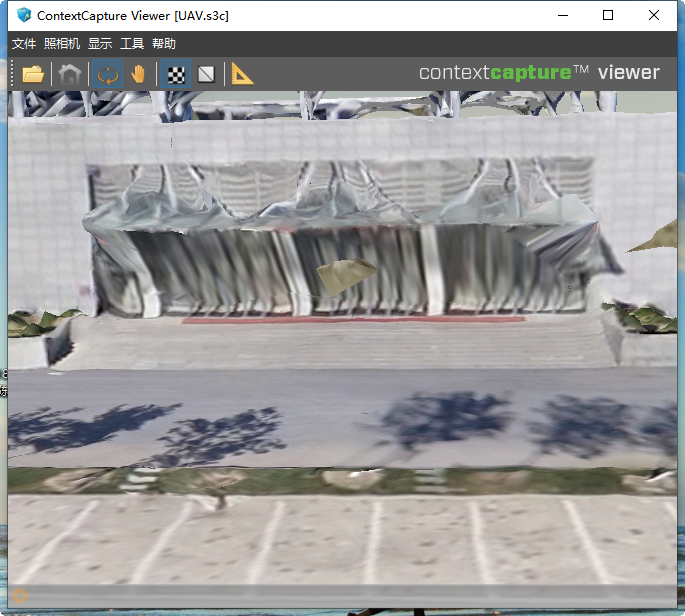 ContextCapture Viewer [UAV.s3c]
文件 照相机 显示 工具 帮助
contextcapture™ viewer